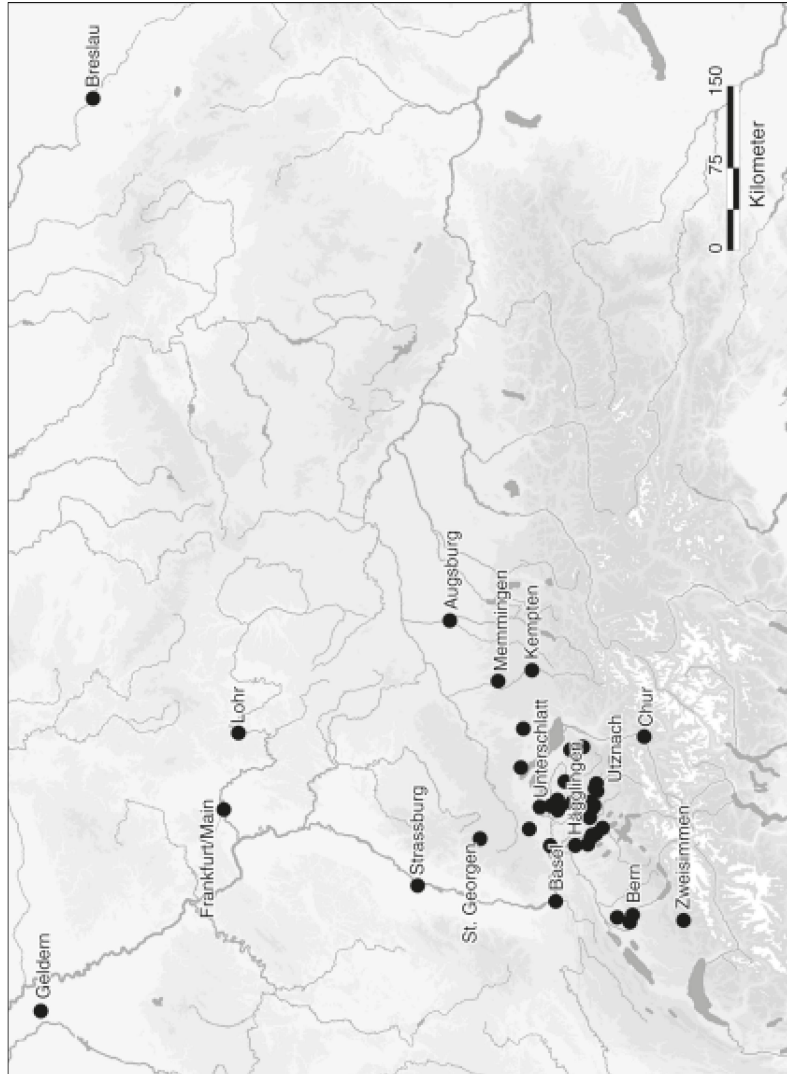 Geldern
Breslau
Frankfurt/Main
Lohr
Strassburg
Augsburg
St. Georgen
Memmingen
Kempten
Unterschlatt
Basel
Hägglingen
Utznach
Bern
Chur
Zweisimmen
0 75 150
Kilometer